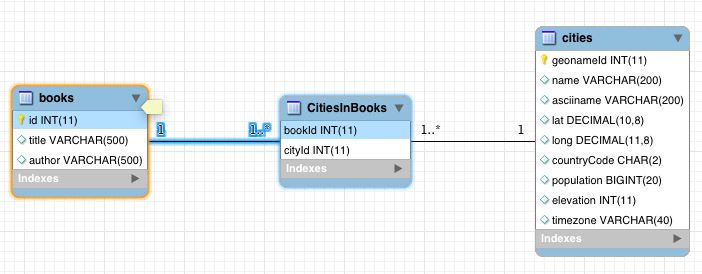 books
id INT(11)
title VARCHAR(500)
author VARCHAR(500)
Indexes
1
1..*
CitiesInBooks
bookId INT(11)
cityId INT(11)
Indexes
1..*
1
cities
geonameId INT(11)
name VARCHAR(200)
asciiname VARCHAR(200)
lat DECIMAL(10,8)
long DECIMAL(11,8)
countryCode CHAR(2)
population BIGINT(20)
elevation INT(11)
timezone VARCHAR(40)
Indexes